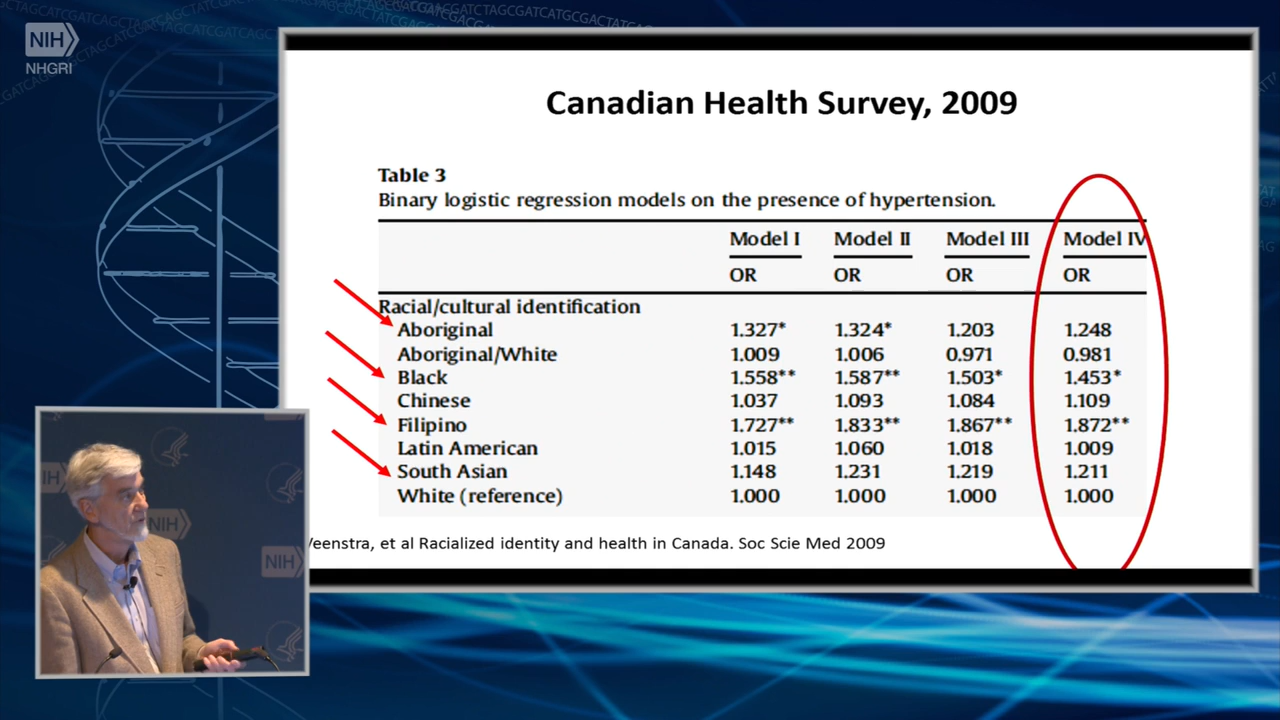 NIH
NHGRI
Canadian Health Survey, 2009
Table 3
Binary logistic regression models on the presence of hypertension.
Model I Model II Model III Model IV
OR OR OR OR
Racial/cultural identification
Aboriginal 1.327* 1.324* 1.203 1.248
Aboriginal/White 1.009 1.006 0.971 0.981
Black 1.558** 1.587** 1.503* 1.453*
Chinese 1.037 1.093 1.084 1.109
Filipino 1.727** 1.833** 1.867** 1.872**
Latin American 1.015 1.060 1.018 1.009
South Asian 1.148 1.231 1.219 1.211
White (reference) 1.000 1.000 1.000 1.000
eenstra, et al Racialized identity and health in Canada. Soc Scie Med 2009
IH
NIH
NIH